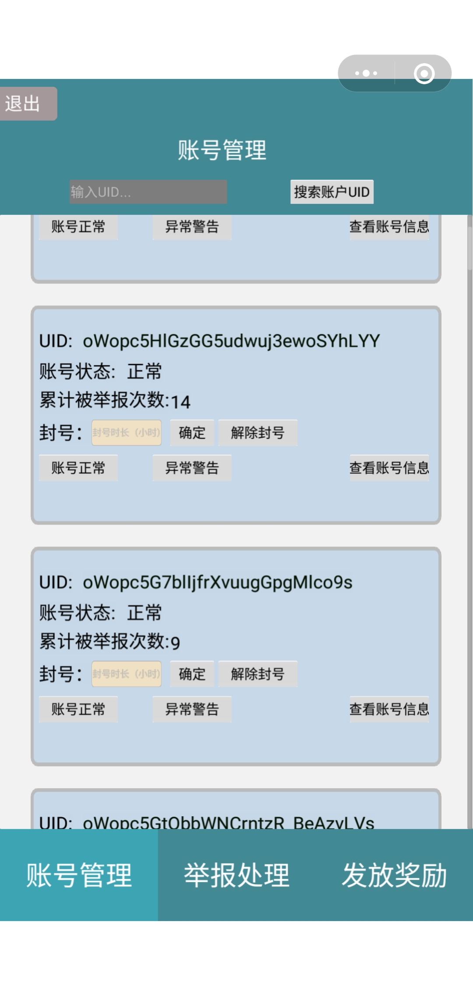 退出
账号管理
输入UID... 搜索账户UID
账号正常 异常警告 查看账号信息
UID: oWopc5HlGzGG5udwuj3ewoSYhLYY
账号状态: 正常
累计被举报次数:14
封号: 封号时长（小时） 确定 解除封号
账号正常 异常警告 查看账号信息
UID: oWopc5G7blIjfrXvuugGpgMlco9s
账号状态: 正常
累计被举报次数:9
封号: 封号时长（小时） 确定 解除封号
账号正常 异常警告 查看账号信息
UID: oWopc5GtObbWNCrntzR_BeAzyLVs
账号管理 举报处理 发放奖励